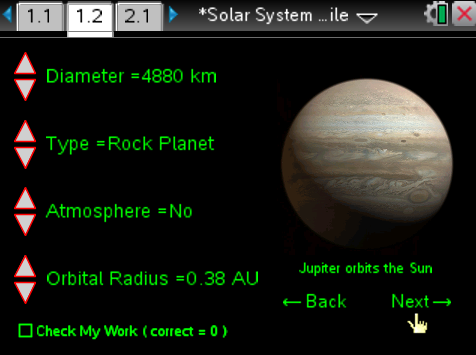 1.1 1.2 2.1 *Solar System ...ile
Diameter =4880 km
Type =Rock Planet
Atmosphere =No
Orbital Radius =0.38 AU
Jupiter orbits the Sun
←Back Next→
Check My Work ( correct = 0 )